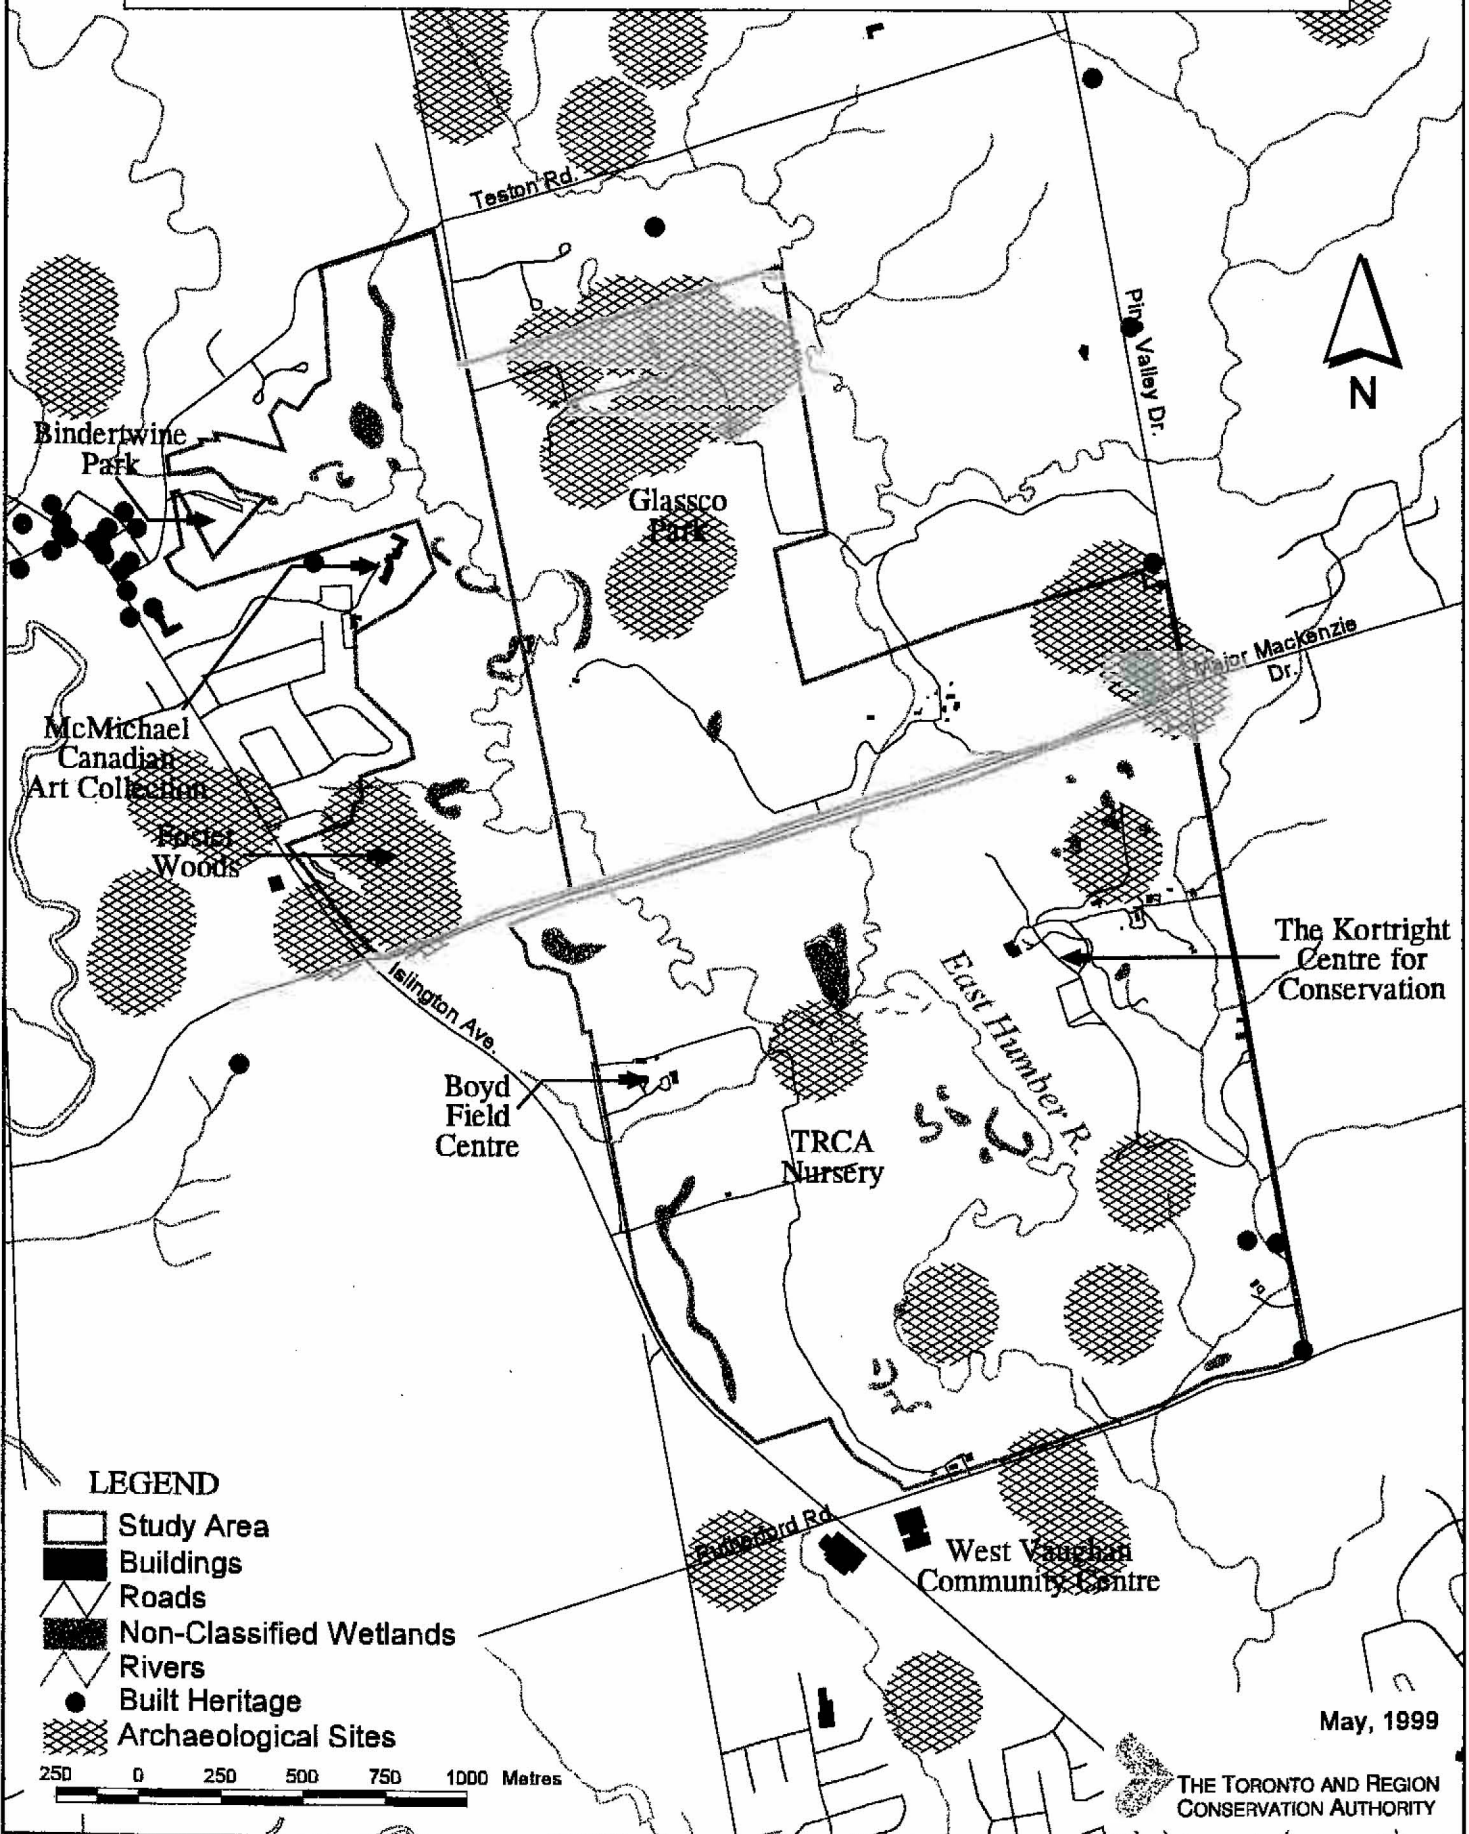 Teston Rd.
Pine Valley Dr.
N
Bindertwine
Park
Glassco
Park
Major Mackenzie
Dr.
McMichael
Canadian
Art Collection
Foster
Woods
The Kortright
Centre for
Conservation
Islington Ave.
East Humber R.
Boyd
Field
Centre
TRCA
Nursery
Rutherford Rd.
West Vaughan
Community Centre
LEGEND
Study Area
Buildings
Roads
Non-Classified Wetlands
Rivers
Built Heritage
Archaeological Sites
250 0 250 500 750 1000 Metres
May, 1999
THE TORONTO AND REGION
CONSERVATION AUTHORITY